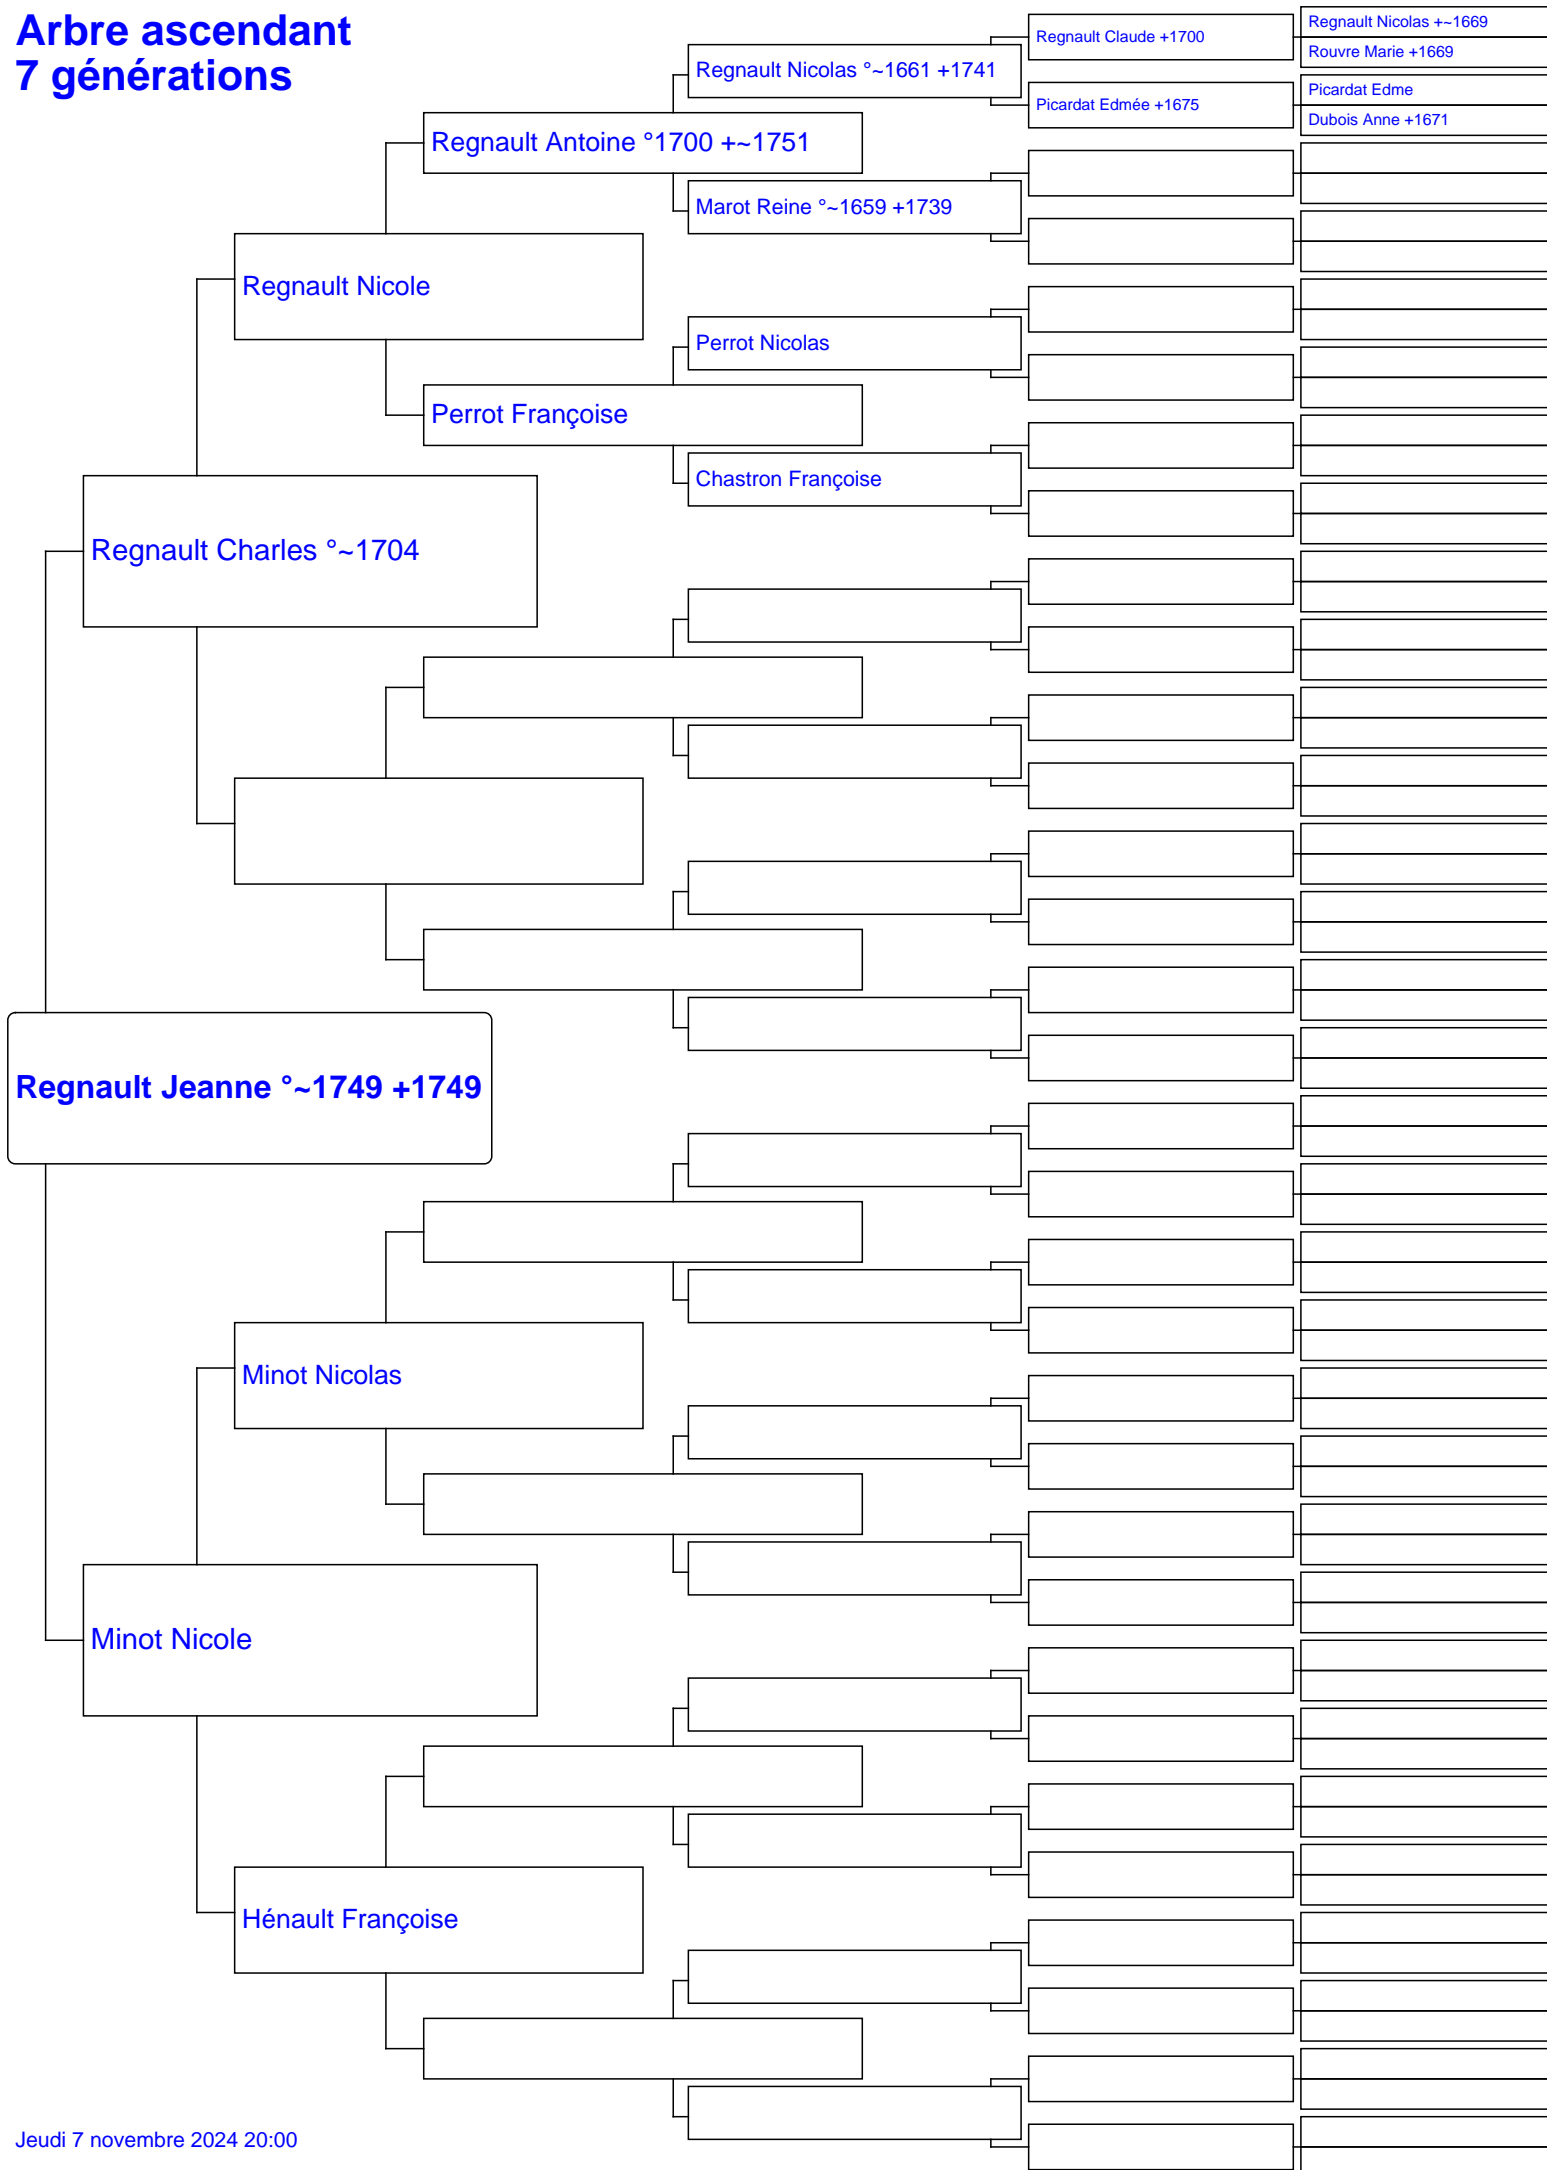 Arbre ascendant
7 générations
Regnault Nicolas +~1669
Regnault Claude +1700
Rouvre Marie +1669
Regnault Nicolas °~1661 +1741
Picardat Edme
Picardat Edmée +1675
Dubois Anne +1671
Regnault Antoine °1700 +~1751
Marot Reine °~1659 +1739
Regnault Nicole
Perrot Nicolas
Perrot Françoise
Chastron Françoise
Regnault Charles °~1704
Regnault Jeanne °~1749 +1749
Minot Nicolas
Minot Nicole
Hénault Françoise
Jeudi 7 novembre 2024 20:00